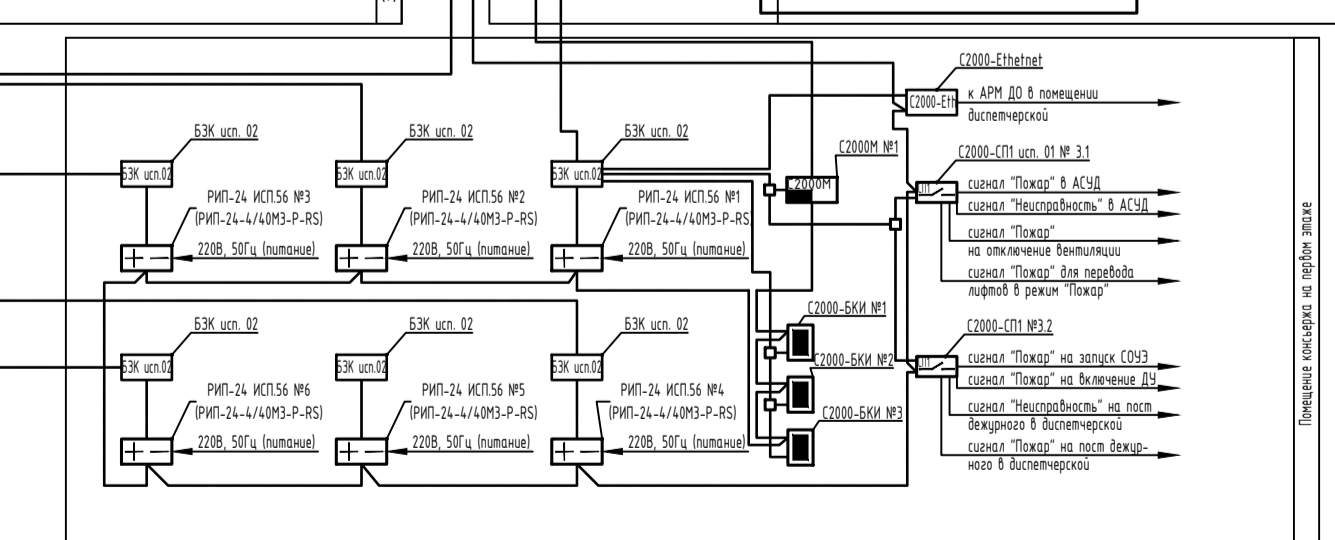 С2000-Ethetnet
С2000-Eth
к АРМ ДО в помещении
диспетчерской
БЗК исп. 02
БЗК исп. 02
БЗК исп. 02
С2000М №1
С2000-СП1 исп. 01 № 3.1
БЗК исп.02
БЗК исп.02
БЗК исп.02
С2000М
СП1
сигнал "Пожар" в АСУД
сигнал "Неисправность" в АСУД
сигнал "Пожар"
на отключение вентиляции
сигнал "Пожар" для перевода
лифтов в режим "Пожар"
РИП-24 ИСП.56 №3
(РИП-24-4/40М3-Р-RS)
220В, 50Гц (питание)
РИП-24 ИСП.56 №2
(РИП-24-4/40М3-Р-RS)
220В, 50Гц (питание)
РИП-24 ИСП.56 №1
(РИП-24-4/40М3-Р-RS)
220В, 50Гц (питание)
С2000-БКИ №1
С2000-БКИ №2
С2000-БКИ №3
БЗК исп. 02
БЗК исп. 02
БЗК исп. 02
БЗК исп.02
БЗК исп.02
БЗК исп.02
С2000-СП1 №3.2
СП1
сигнал "Пожар" на запуск СОУЭ
сигнал "Пожар" на включение ДУ
сигнал "Неисправность" на пост
дежурного в диспетчерской
сигнал "Пожар" на пост дежур-
ного в диспетчерской
РИП-24 ИСП.56 №6
(РИП-24-4/40М3-Р-RS)
220В, 50Гц (питание)
РИП-24 ИСП.56 №5
(РИП-24-4/40М3-Р-RS)
220В, 50Гц (питание)
РИП-24 ИСП.56 №4
(РИП-24-4/40М3-Р-RS)
220В, 50Гц (питание)
Помещение консьержа на первом этаже